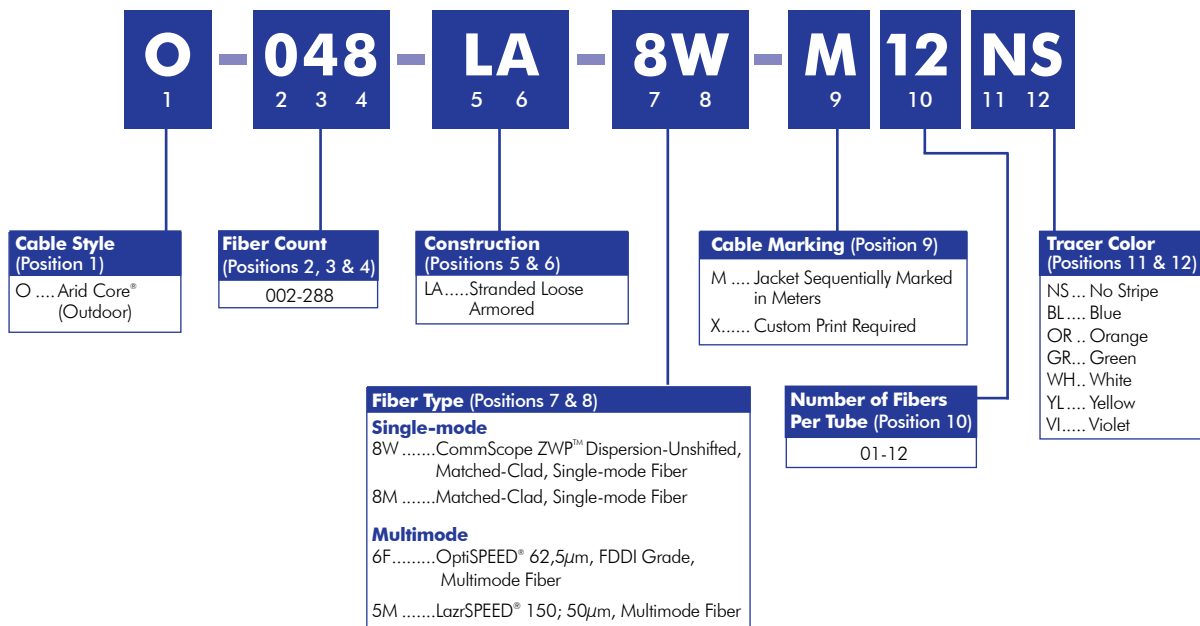 O - 048 - LA - 8W - M 12 NS
1 2 3 4 5 6 7 8 9 10 11 12
Cable Style
(Position 1)
O .... Arid Core®
(Outdoor)
Fiber Count
(Positions 2, 3 & 4)
002-288
Construction
(Positions 5 & 6)
LA.....Stranded Loose
Armored
Cable Marking (Position 9)
M .... Jacket Sequentially Marked
in Meters
X...... Custom Print Required
Tracer Color
(Positions 11 & 12)
NS... No Stripe
BL.... Blue
OR .. Orange
GR... Green
WH.. White
YL .... Yellow
VI..... Violet
Fiber Type (Positions 7 & 8)
Single-mode
8W .......CommScope ZWP™ Dispersion-Unshifted,
Matched-Clad, Single-mode Fiber
8M .......Matched-Clad, Single-mode Fiber
Multimode
6F.........OptiSPEED® 62,5µm, FDDI Grade,
Multimode Fiber
5M .......LazrSPEED® 150; 50µm, Multimode Fiber
Number of Fibers
Per Tube (Position 10)
01-12